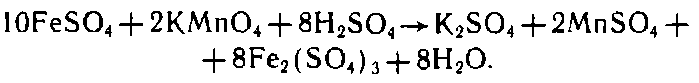 10FeSO₄ + 2KMnO₄ + 8H₂SO₄ → K₂SO₄ + 2MnSO₄ +
+ 8Fe₂(SO₄)₃ + 8H₂O.